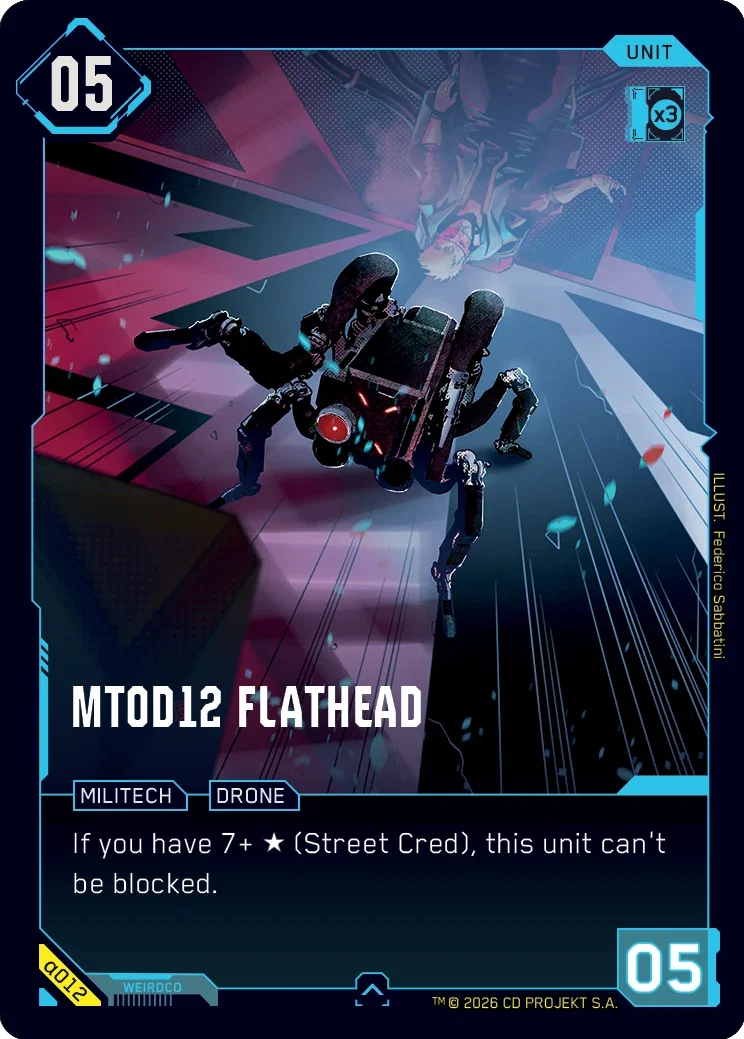 05
UNIT
x3
ILLUST. Federico Sabbatini
MTOD12 FLATHEAD
MILITECH
DRONE
If you have 7+ ★ (Street Cred), this unit can't
be blocked.
α012
WEIRDCO
™ © 2026 CD PROJEKT S.A.
05